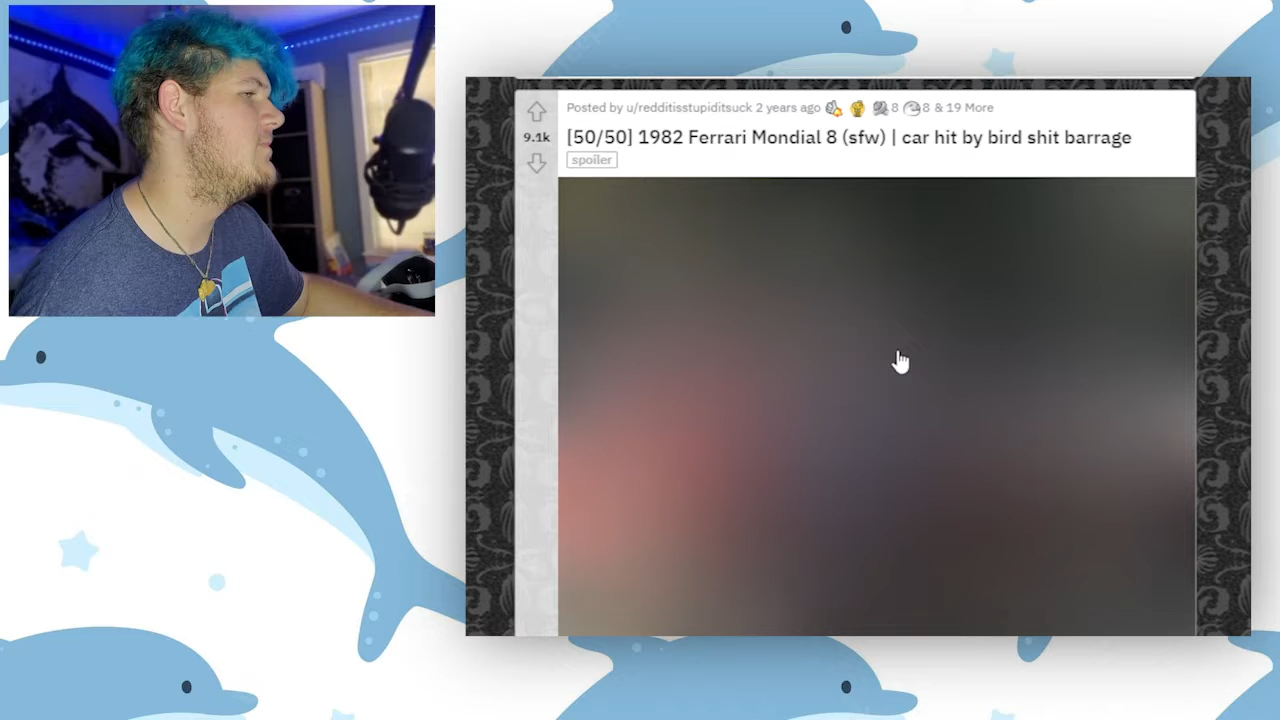 Posted by u/redditisstupiditsuck 2 years ago 8 8 & 19 More
9.1k
[50/50] 1982 Ferrari Mondial 8 (sfw) | car hit by bird shit barrage
spoiler